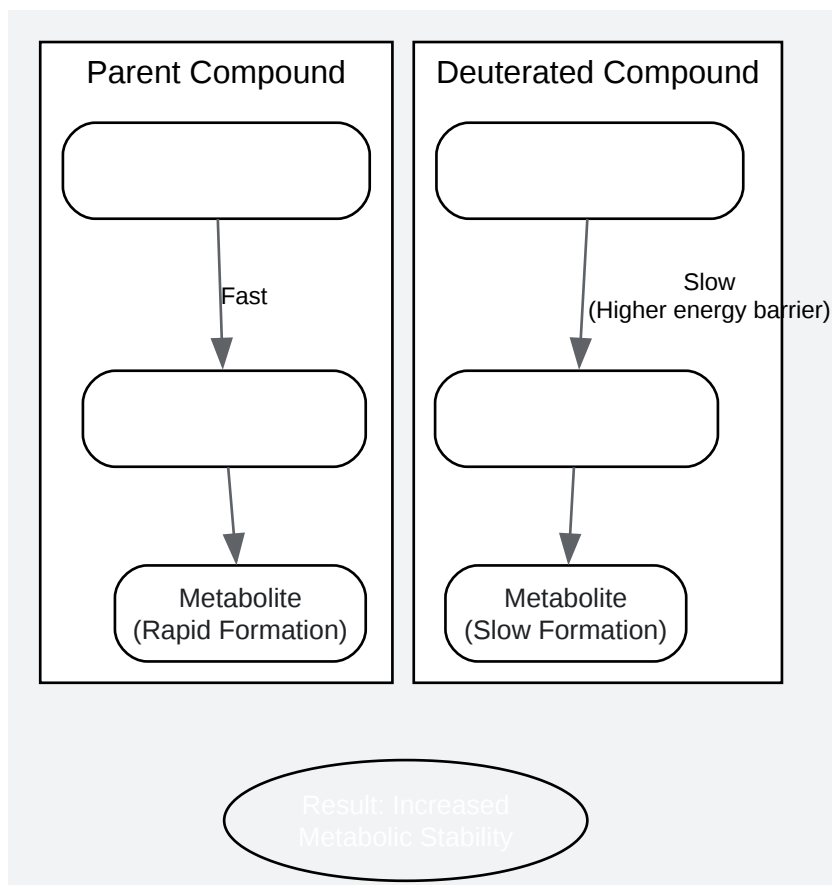 Parent Compound
Deuterated Compound
Fast
Slow
(Higher energy barrier)
Metabolite
(Rapid Formation)
Metabolite
(Slow Formation)
Result: Increased
Metabolic Stability